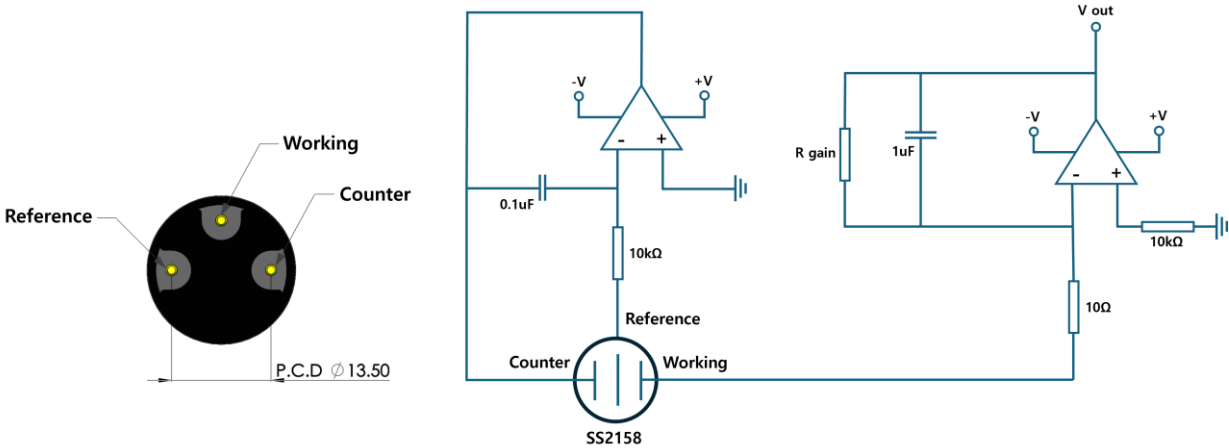 Working
Counter
Reference
P.C.D ∅13.50
-V
+V
-
+
0.1uF
10kΩ
Reference
Counter
Working
SS2158
V out
R gain
1uF
-V
+V
-
+
10kΩ
10Ω